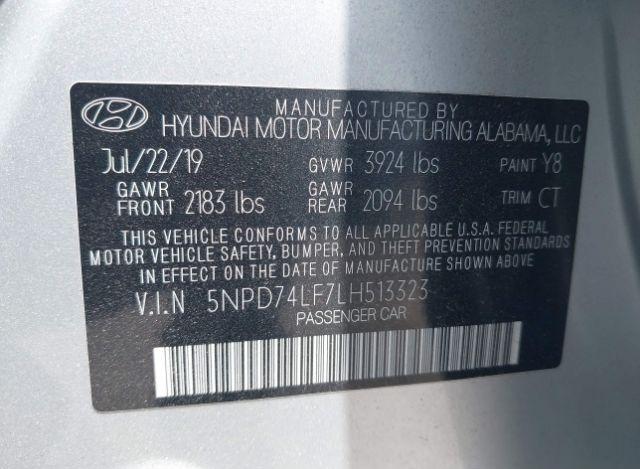 MANUFACTURED BY
HYUNDAI MOTOR MANUFACTURING ALABAMA, LLC
Jul/22/19 GVWR 3924 lbs PAINT Y8
GAWR FRONT 2183 lbs GAWR REAR 2094 lbs TRIM CT
THIS VEHICLE CONFORMS TO ALL APPLICABLE U.S.A. FEDERAL
MOTOR VEHICLE SAFETY, BUMPER, AND THEFT PREVENTION STANDARDS
IN EFFECT ON THE DATE OF MANUFACTURE SHOWN ABOVE.
V.I.N 5NPD74LF7LH513323
PASSENGER CAR